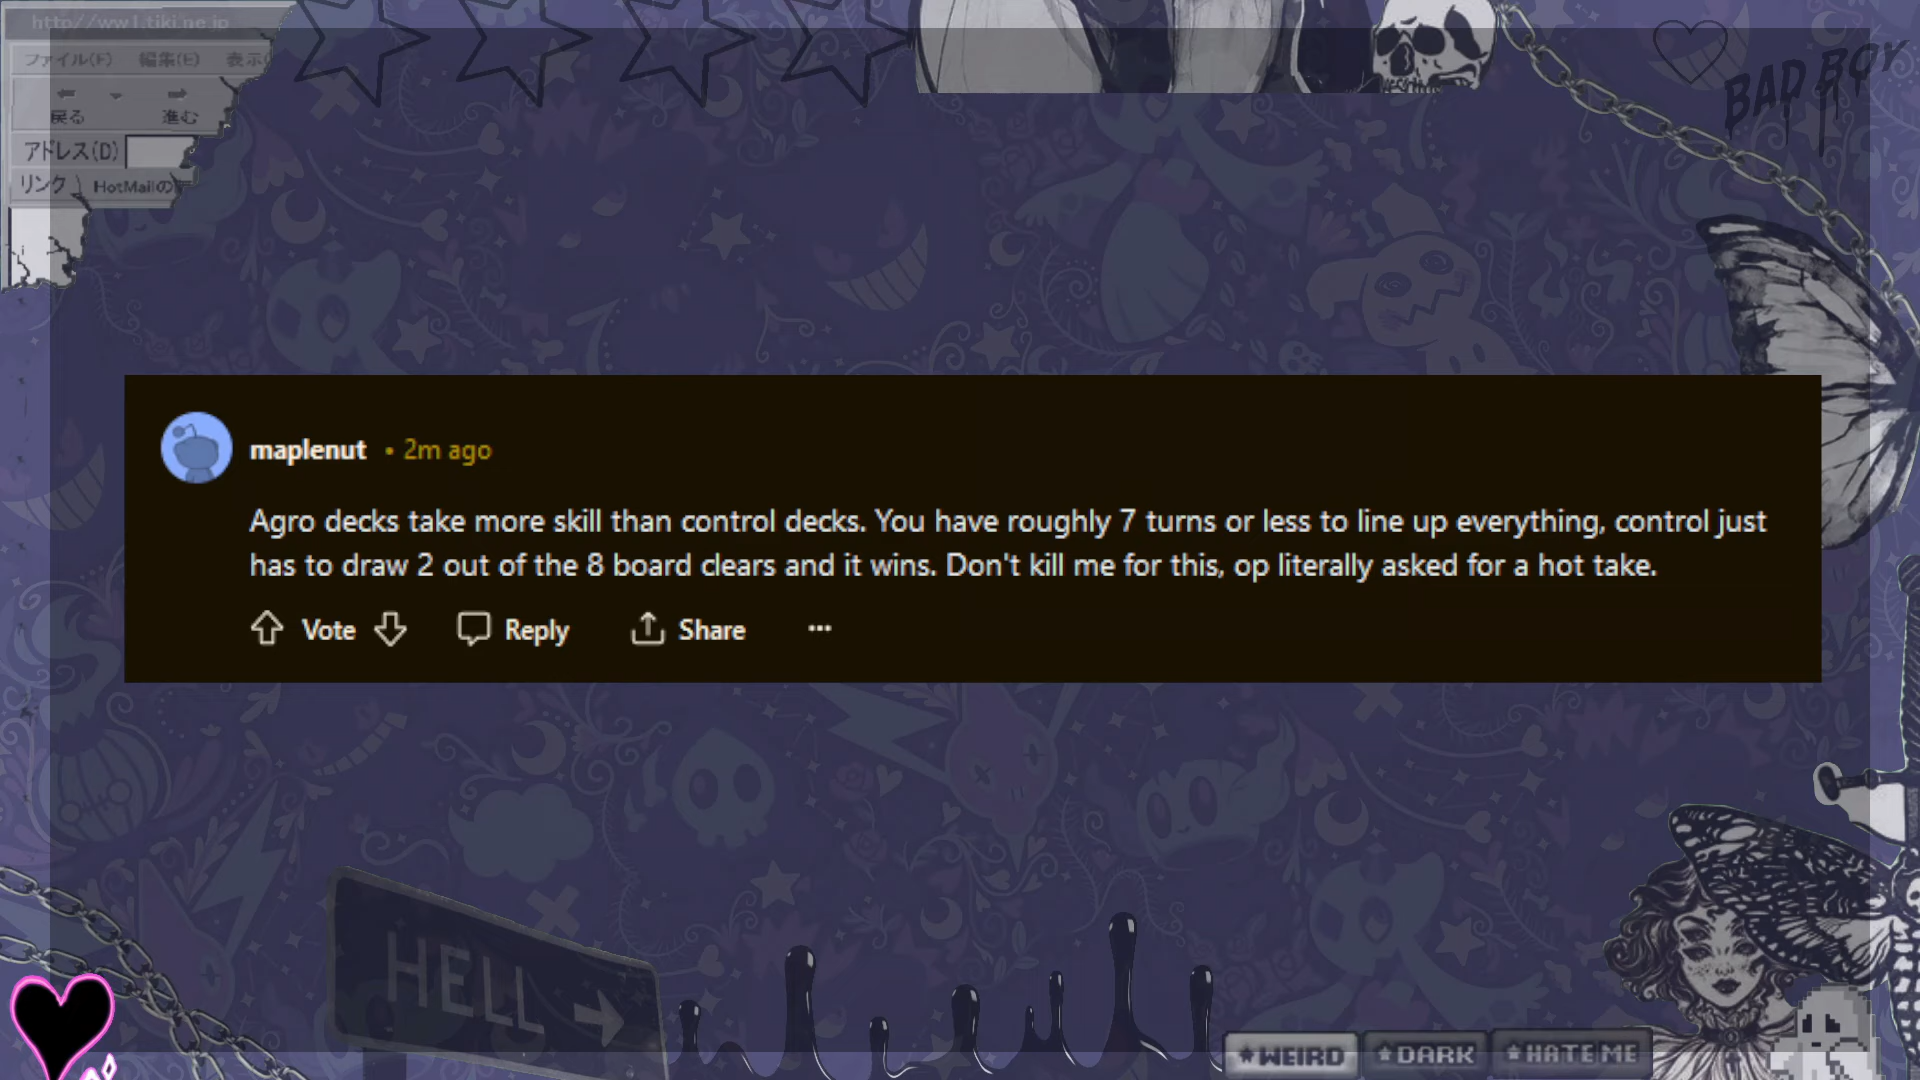 http//ww1.tiki.ne.jp
ファイル(F) 編集(E) 表示(
戻る 進む
アドレス(D)
リンク HotMailの
BAD BOY
maplenut • 2m ago
Agro decks take more skill than control decks. You have roughly 7 turns or less to line up everything, control just
has to draw 2 out of the 8 board clears and it wins. Don't kill me for this, op literally asked for a hot take.
Vote Reply Share ...
HELL →
★WEIRD ★DARK ★HATE ME